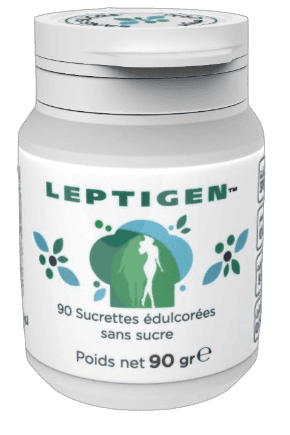 LEPTIGEN™
90 Sucrettes édulcorées
sans sucre
Poids net 90 gr℮